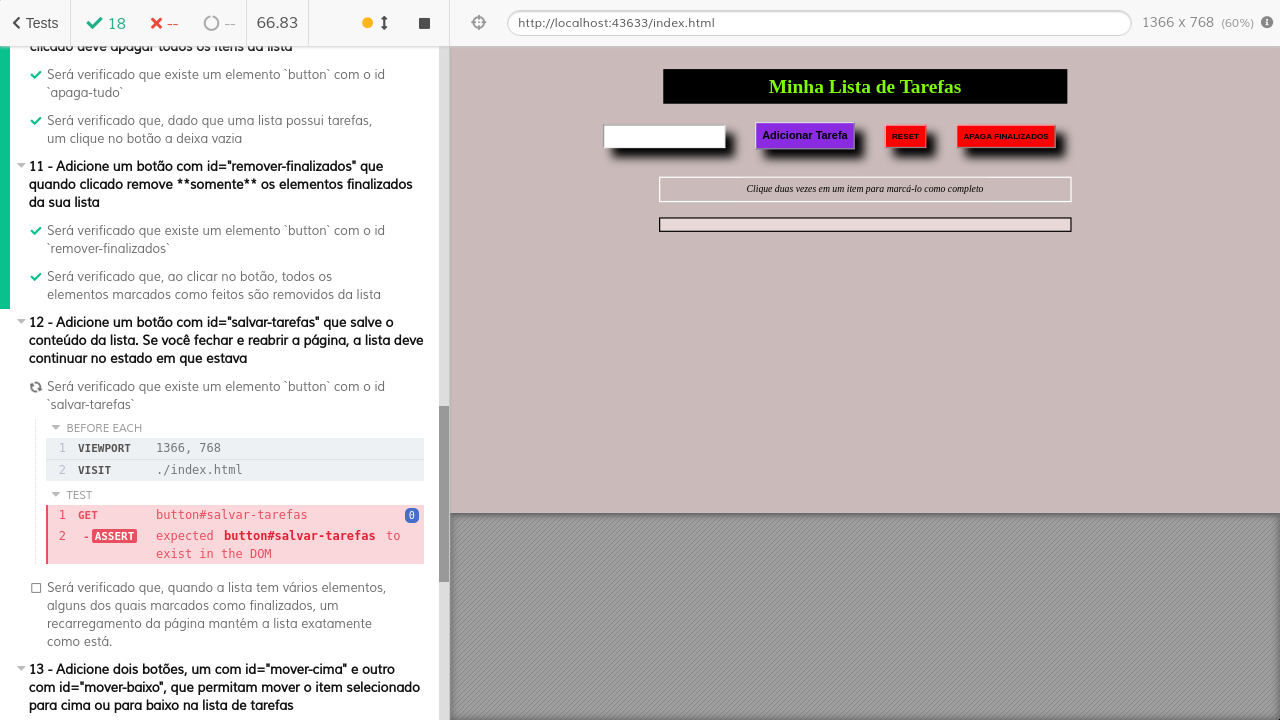 Tests
18
--
--
66.83
http://localhost:43633/index.html
1366 x 768 (60%)
clicado deve apagar todos os itens da lista
Será verificado que existe um elemento `button` com o id
`apaga-tudo`
Será verificado que, dado que uma lista possui tarefas,
um clique no botão a deixa vazia
11 - Adicione um botão com id="remover-finalizados" que
quando clicado remove **somente** os elementos finalizados
da sua lista
Será verificado que existe um elemento `button` com o id
`remover-finalizados`
Será verificado que, ao clicar no botão, todos os
elementos marcados como feitos são removidos da lista
12 - Adicione um botão com id="salvar-tarefas" que salve o
conteúdo da lista. Se você fechar e reabrir a página, a lista deve
continuar no estado em que estava
Será verificado que existe um elemento `button` com o id
`salvar-tarefas`
BEFORE EACH
1 VIEWPORT 1366, 768
2 VISIT ./index.html
TEST
1 GET button#salvar-tarefas 0
2 -ASSERT expected button#salvar-tarefas to
exist in the DOM
Será verificado que, quando a lista tem vários elementos,
alguns dos quais marcados como finalizados, um
recarregamento da página mantém a lista exatamente
como está.
13 - Adicione dois botões, um com id="mover-cima" e outro
com id="mover-baixo", que permitam mover o item selecionado
para cima ou para baixo na lista de tarefas
Minha Lista de Tarefas
Adicionar Tarefa
RESET
APAGA FINALIZADOS
Clique duas vezes em um item para marcá-lo como completo